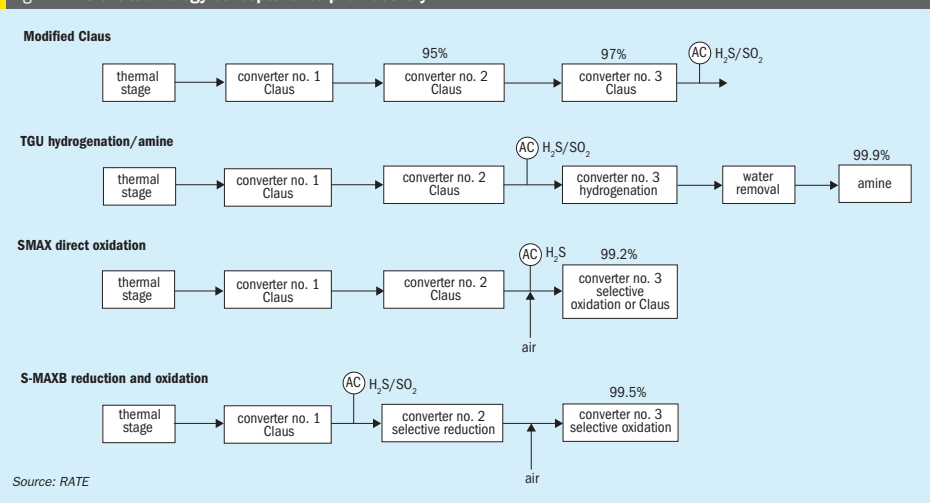 Modified Claus
95%
97%
AC H₂S/SO₂
thermal
stage
converter no. 1
Claus
converter no. 2
Claus
converter no. 3
Claus
TGU hydrogenation/amine
AC H₂S/SO₂
99.9%
thermal
stage
converter no. 1
Claus
converter no. 2
Claus
converter no. 3
hydrogenation
water
removal
amine
SMAX direct oxidation
AC H₂S
99.2%
thermal
stage
converter no. 1
Claus
converter no. 2
Claus
converter no. 3
selective
oxidation or Claus
air
S-MAXB reduction and oxidation
AC H₂S/SO₂
99.5%
thermal
stage
converter no. 1
Claus
converter no. 2
selective reduction
converter no. 3
selective oxidation
air
Source: RATE